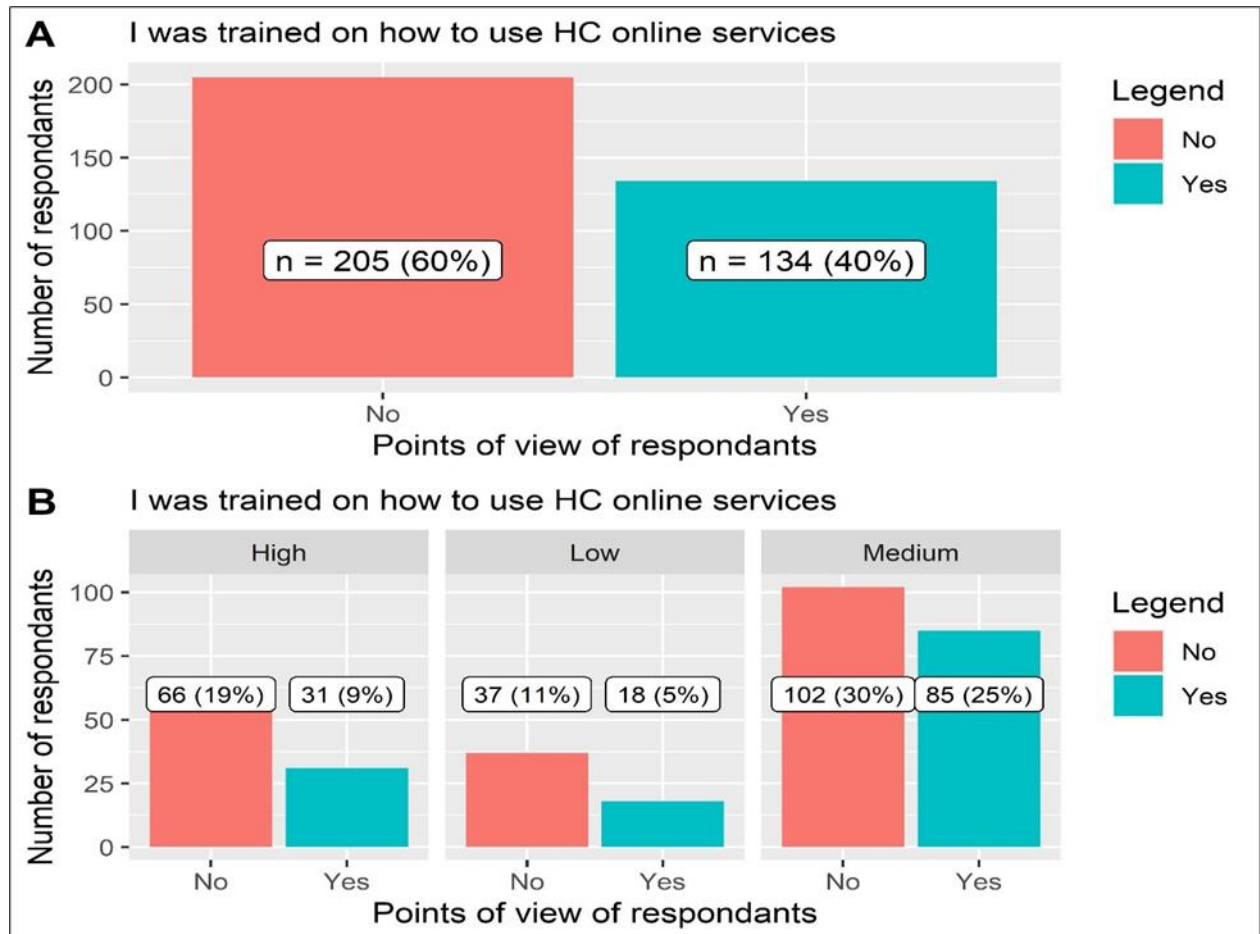 A I was trained on how to use HC online services
Number of respondants
200
150
100
50
0
n = 205 (60%) n = 134 (40%)
No Yes
Points of view of respondants
Legend
No
Yes
B I was trained on how to use HC online services
Number of respondants
High Low Medium
100
75
50
25
0
66 (19%) 31 (9%) 37 (11%) 18 (5%) 102 (30%) 85 (25%)
No Yes No Yes No Yes
Points of view of respondants
Legend
No
Yes